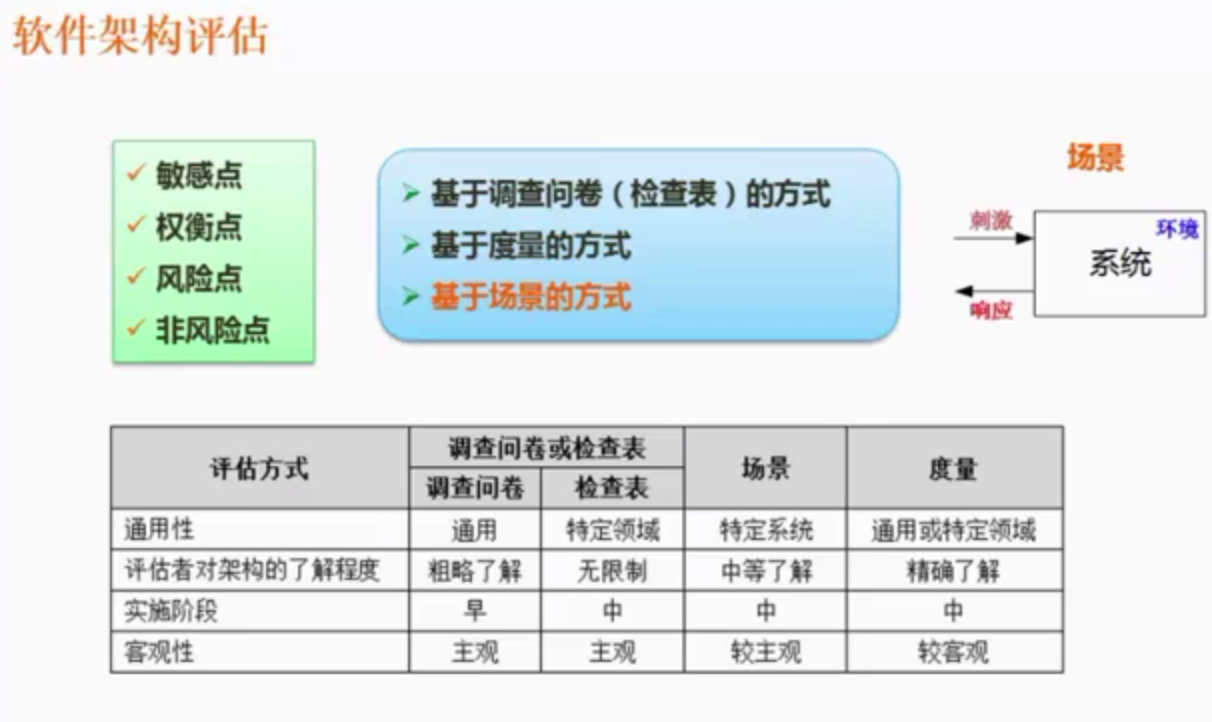 软件架构评估
敏感点
权衡点
风险点
非风险点
基于调查问卷（检查表）的方式
基于度量的方式
基于场景的方式
场景
刺激
环境
系统
响应
评估方式 调查问卷或检查表 场景 度量
调查问卷 检查表
通用性 通用 特定领域 特定系统 通用或特定领域
评估者对架构的了解程度 粗略了解 无限制 中等了解 精确了解
实施阶段 早 中 中 中
客观性 主观 主观 较主观 较客观